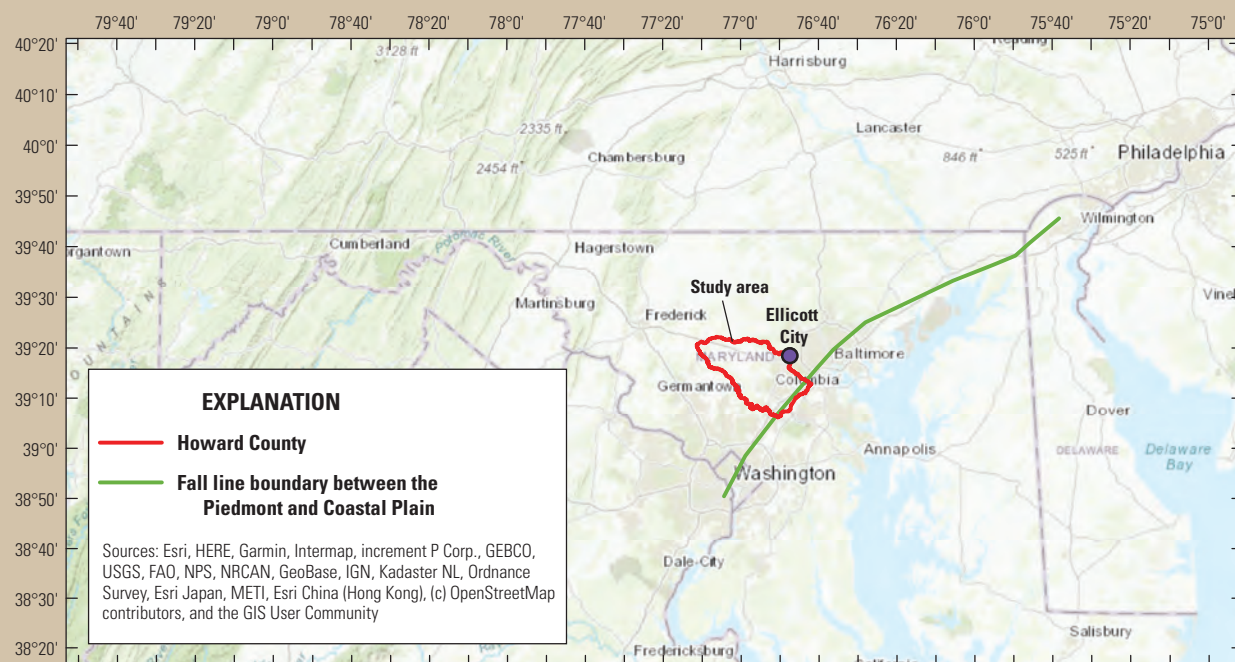 79°40' 79°20' 79°0' 78°40' 78°20' 78°0' 77°40' 77°20' 77°0' 76°40' 76°20' 76°0' 75°40' 75°20' 75°0'
40°20'
40°10'
40°0'
39°50'
39°40'
39°30'
39°20'
39°10'
39°0'
38°50'
38°40'
38°30'
38°20'
3128 ft
Harrisburg
2335 ft
Lancaster
Chambersburg
2454 ft
846 ft
525 ft
Philadelphia
Wilmington
organtown
Cumberland
Potomac River
Hagerstown
Martinsburg
Study area
Frederick
Ellicott
City
MARYLAND
Baltimore
Germantown
Columbia
OUNTAINS
Vinel
Dover
Annapolis
DELAWARE
Delaware
Bay
Washington
Dale City
Fredericksburg
Salisbury
EXPLANATION
Howard County
Fall line boundary between the
Piedmont and Coastal Plain
Sources: Esri, HERE, Garmin, Intermap, increment P Corp., GEBCO,
USGS, FAO, NPS, NRCAN, GeoBase, IGN, Kadaster NL, Ordnance
Survey, Esri Japan, METI, Esri China (Hong Kong), (c) OpenStreetMap
contributors, and the GIS User Community